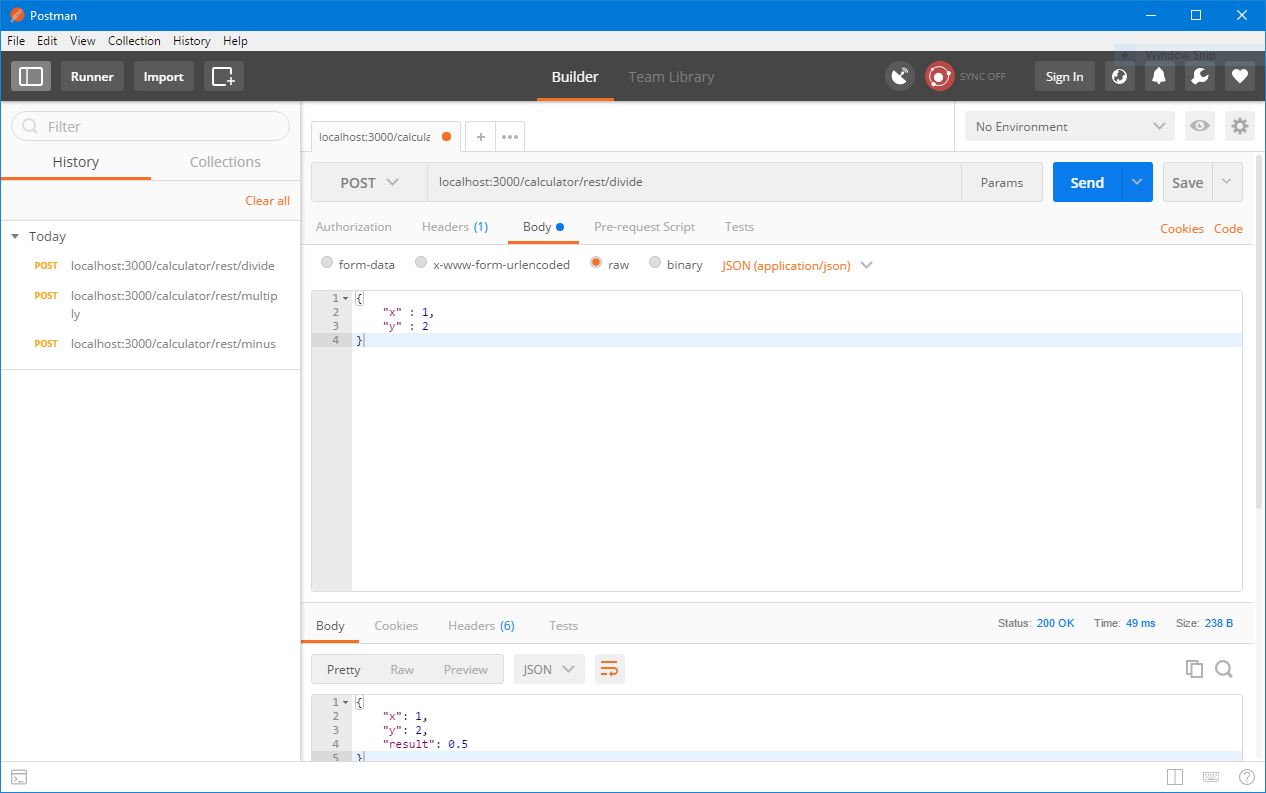 Postman
File Edit View Collection History Help
Window Snip
Runner Import Builder Team Library SYNC OFF Sign In
Filter
History Collections
Clear all
Today
POST localhost:3000/calculator/rest/divide
POST localhost:3000/calculator/rest/multip
ly
POST localhost:3000/calculator/rest/minus
localhost:3000/calcula + •••
No Environment
POST localhost:3000/calculator/rest/divide Params Send Save
Authorization Headers (1) Body Pre-request Script Tests Cookies Code
form-data x-www-form-urlencoded raw binary JSON (application/json)
1 {
2 "x" : 1,
3 "y" : 2
4 }
Body Cookies Headers (6) Tests Status: 200 OK Time: 49 ms Size: 238 B
Pretty Raw Preview JSON
1 {
2 "x": 1,
3 "y": 2,
4 "result": 0.5
5 }